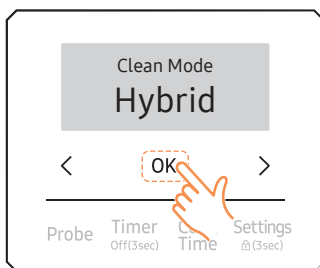 Clean Mode
Hybrid
< OK >
Probe Timer Time Settings
Off(3sec) (3sec)